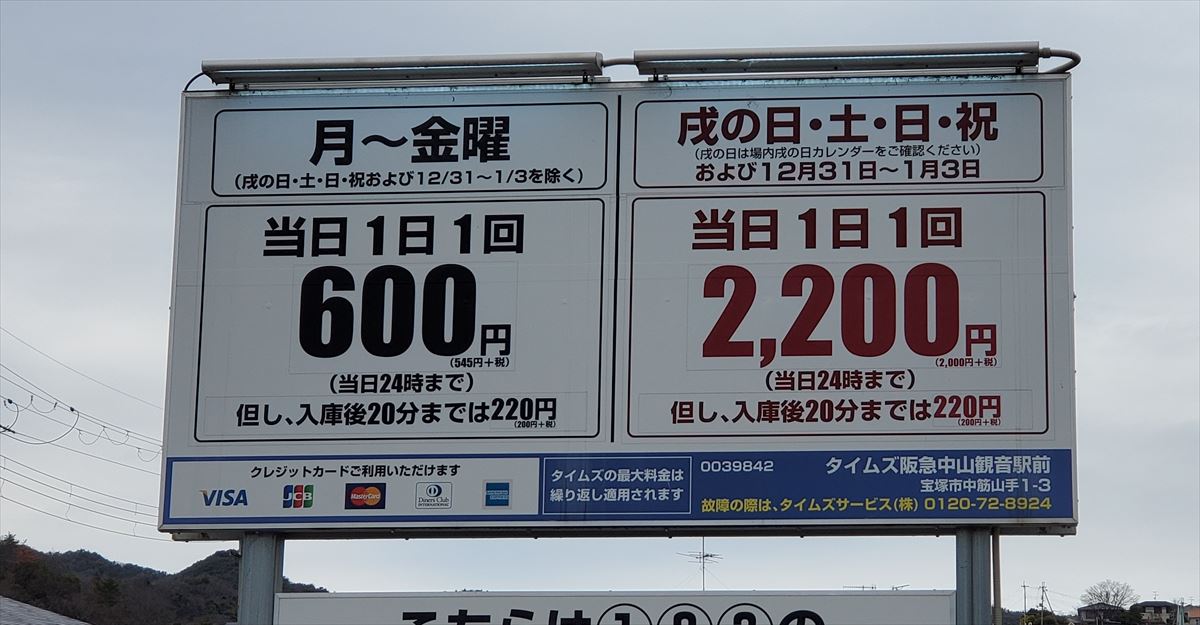 月～金曜
(戌の日・土・日・祝および12/31～1/3を除く)
当日1日1回
600円
(545円+税)
(当日24時まで)
但し、入庫後20分までは220円
(200円+税)
戌の日・土・日・祝
(戌の日は場内戌の日カレンダーをご確認ください)
および12月31日～1月3日
当日1日1回
2,200円
(2,000円+税)
(当日24時まで)
但し、入庫後20分までは220円
(200円+税)
クレジットカードご利用いただけます
VISA
JCB
MasterCard
Diners Club
INTERNATIONAL
タイムズの最大料金は
繰り返し適用されます
0039842
タイムズ阪急中山観音駅前
宝塚市中筋山手1-3
故障の際は、タイムズサービス(株) 0120-72-8924